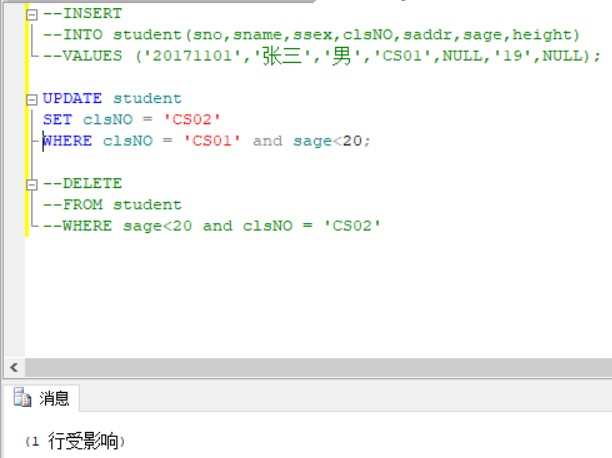 --INSERT
--INTO student(sno,sname,ssex,clsNO,saddr,sage,height)
--VALUES ('20171101','张三','男','CS01',NULL,'19',NULL);
UPDATE student
SET clsNO = 'CS02'
WHERE clsNO = 'CS01' and sage<20;
--DELETE
--FROM student
--WHERE sage<20 and clsNO = 'CS02'
消息
(1 行受影响)